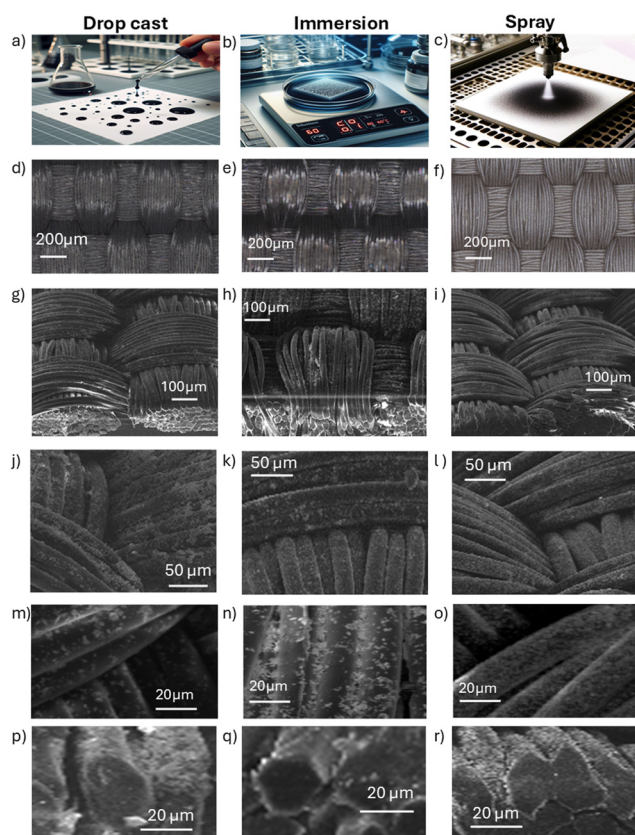 Drop cast Immersion Spray
a) b) c)
60
d) e) f)
200µm 200µm 200µm
g) h) i)
100µm 100µm 100µm
j) k) l)
50 µm 50 µm 50 µm
m) n) o)
20µm 20µm 20µm
p) q) r)
20 µm 20 µm 20 µm